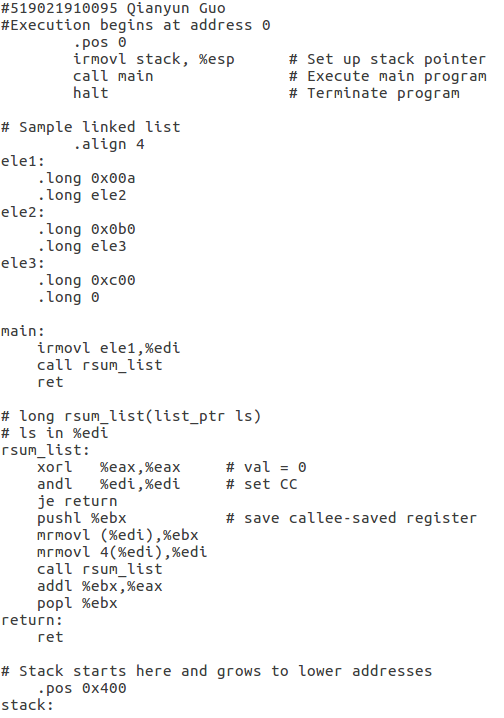 #519021910095 Qianyun Guo
#Execution begins at address 0
        .pos 0
        irmovl stack, %esp      # Set up stack pointer
        call main               # Execute main program
        halt                    # Terminate program

# Sample linked list
        .align 4
ele1:
    .long 0x00a
    .long ele2
ele2:
    .long 0x0b0
    .long ele3
ele3:
    .long 0xc00
    .long 0

main:
    irmovl ele1,%edi
    call rsum_list
    ret

# long rsum_list(list_ptr ls)
# ls in %edi
rsum_list:
    xorl   %eax,%eax     # val = 0
    andl   %edi,%edi     # set CC
    je return
    pushl %ebx           # save callee-saved register
    mrmovl (%edi),%ebx
    mrmovl 4(%edi),%edi
    call rsum_list
    addl %ebx,%eax
    popl %ebx
return:
    ret

# Stack starts here and grows to lower addresses
    .pos 0x400
stack: